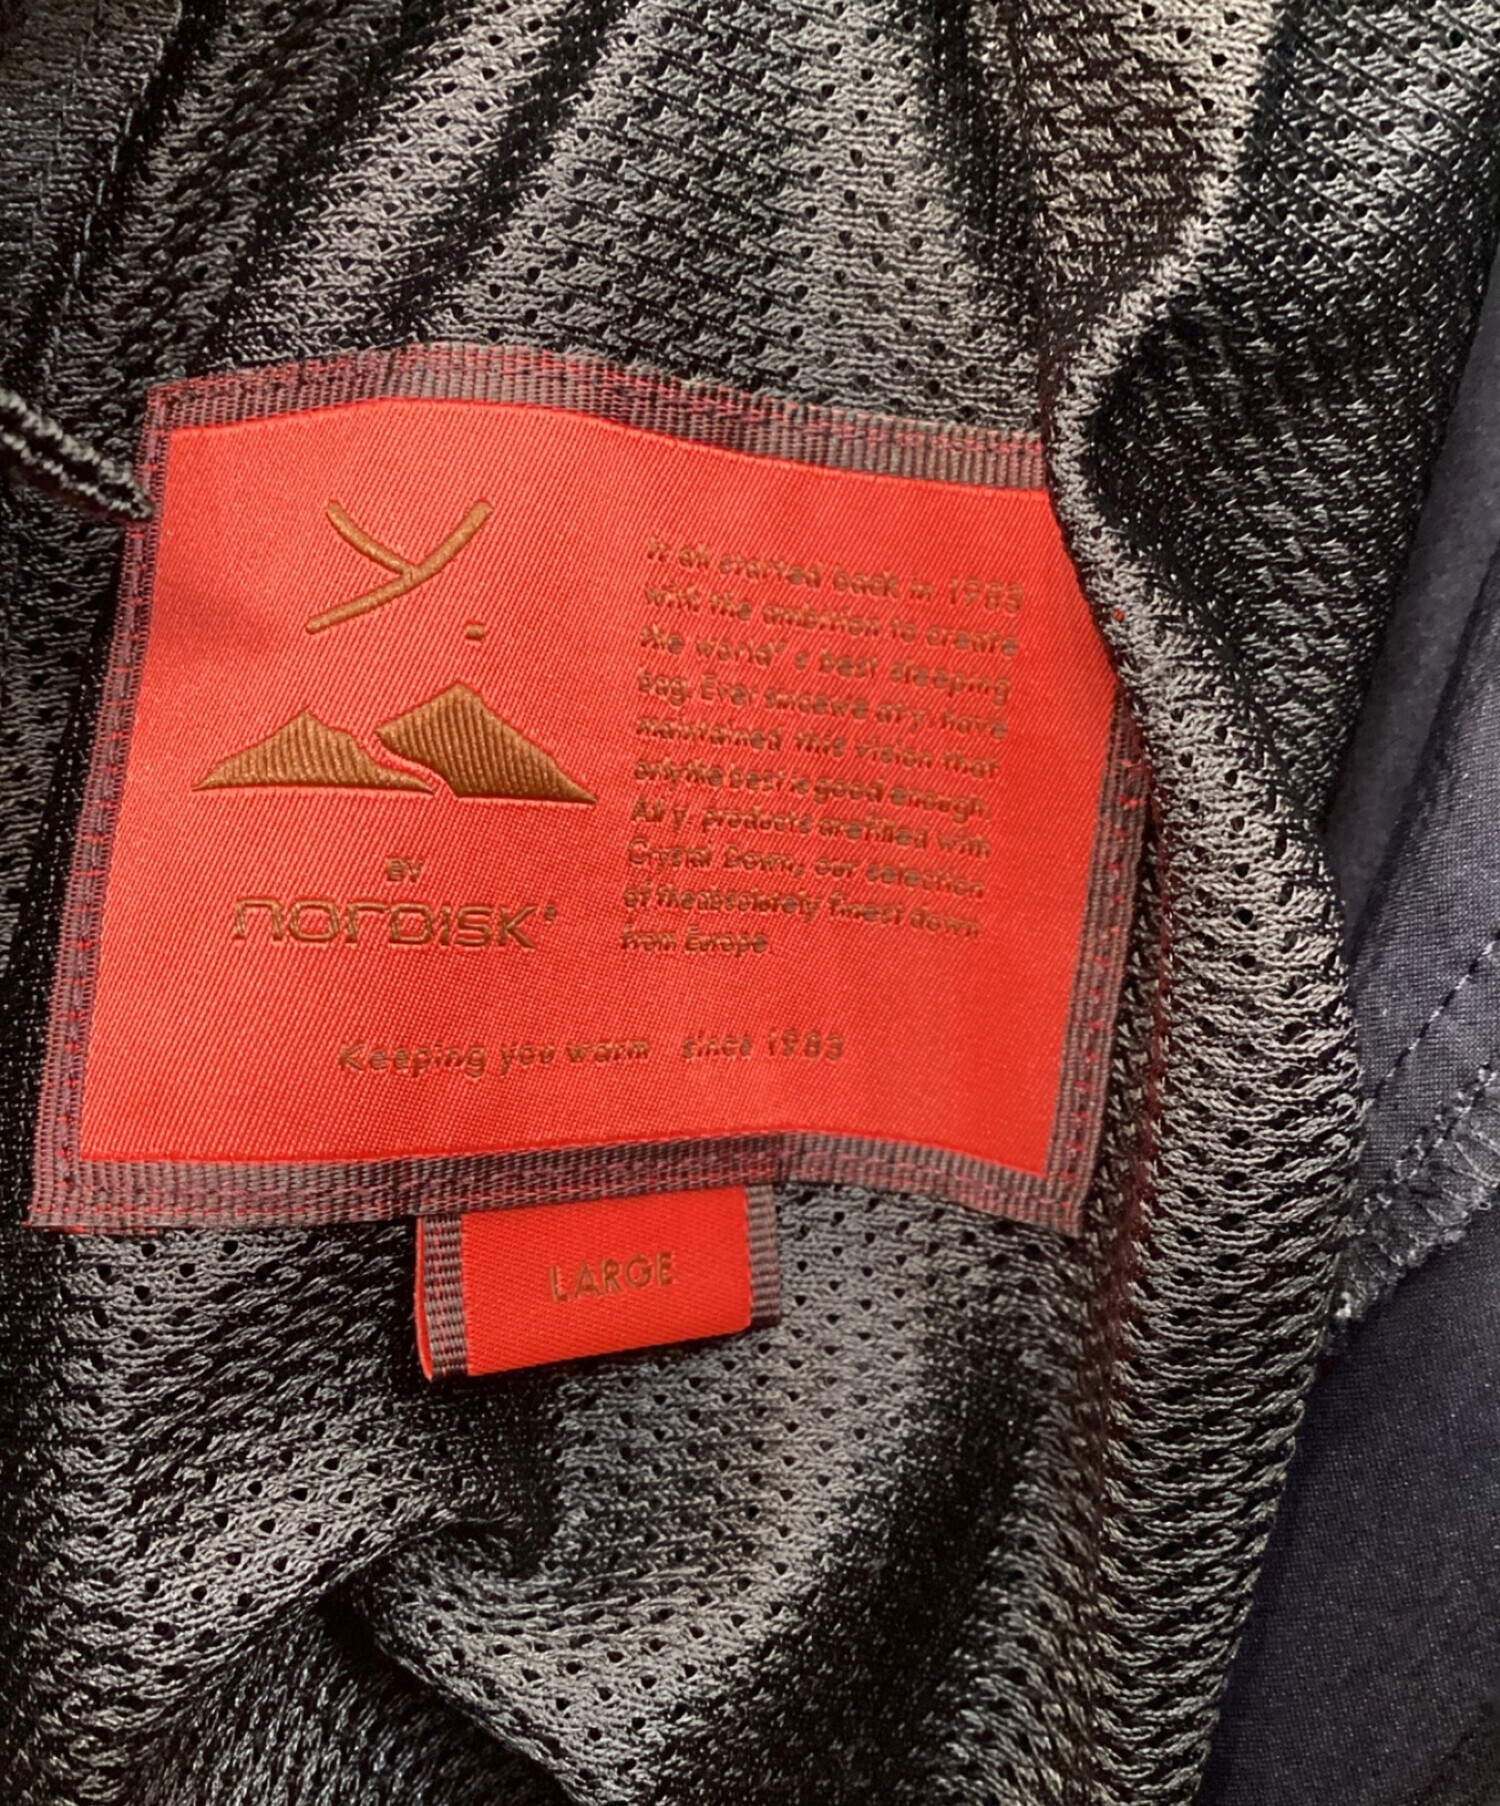 y.
BY
NORDISK®
It all started back in 1983
with the ambition to create
the world's best sleeping
bag. Ever since we at y. have
maintained this vision that
only the best is good enough.
All y. products are filled with
Crystal Down, our selection
of the absolutely finest down
from Europe.
Keeping you warm since 1983
LARGE